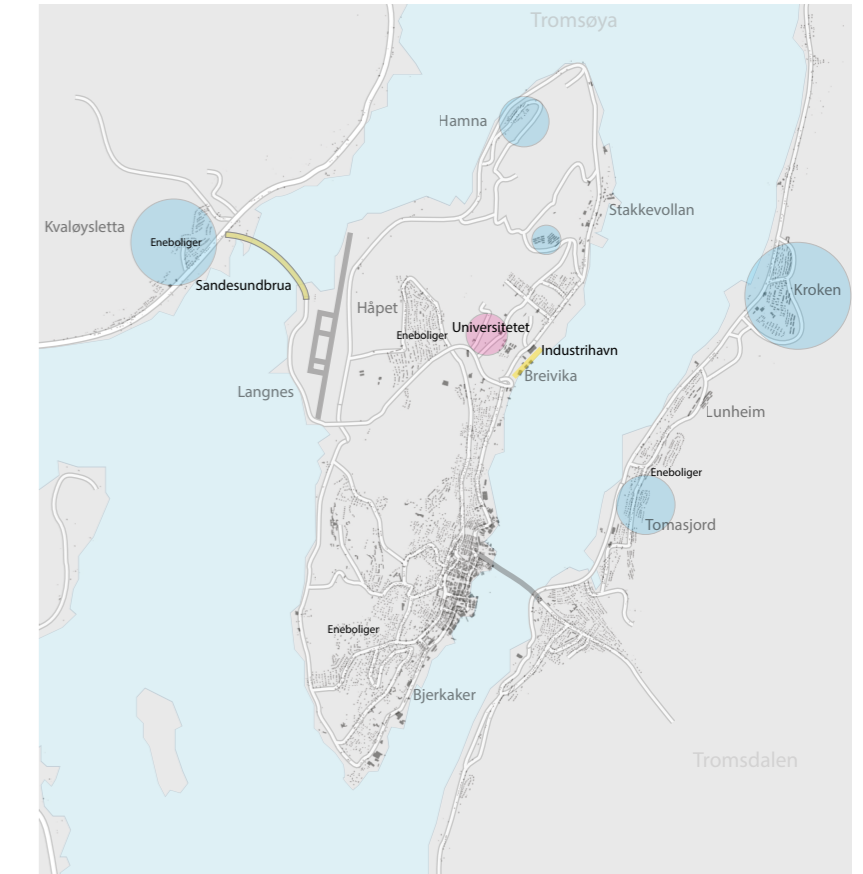 Tromsøya
Hamna
Stakkevollan
Kvaløysletta
Eneboliger
Sandesundbrua
Kroken
Håpet
Universitetet
Eneboliger
Industrihavn
Breivika
Langnes
Lunheim
Eneboliger
Tomasjord
Eneboliger
Bjerkaker
Tromsdalen